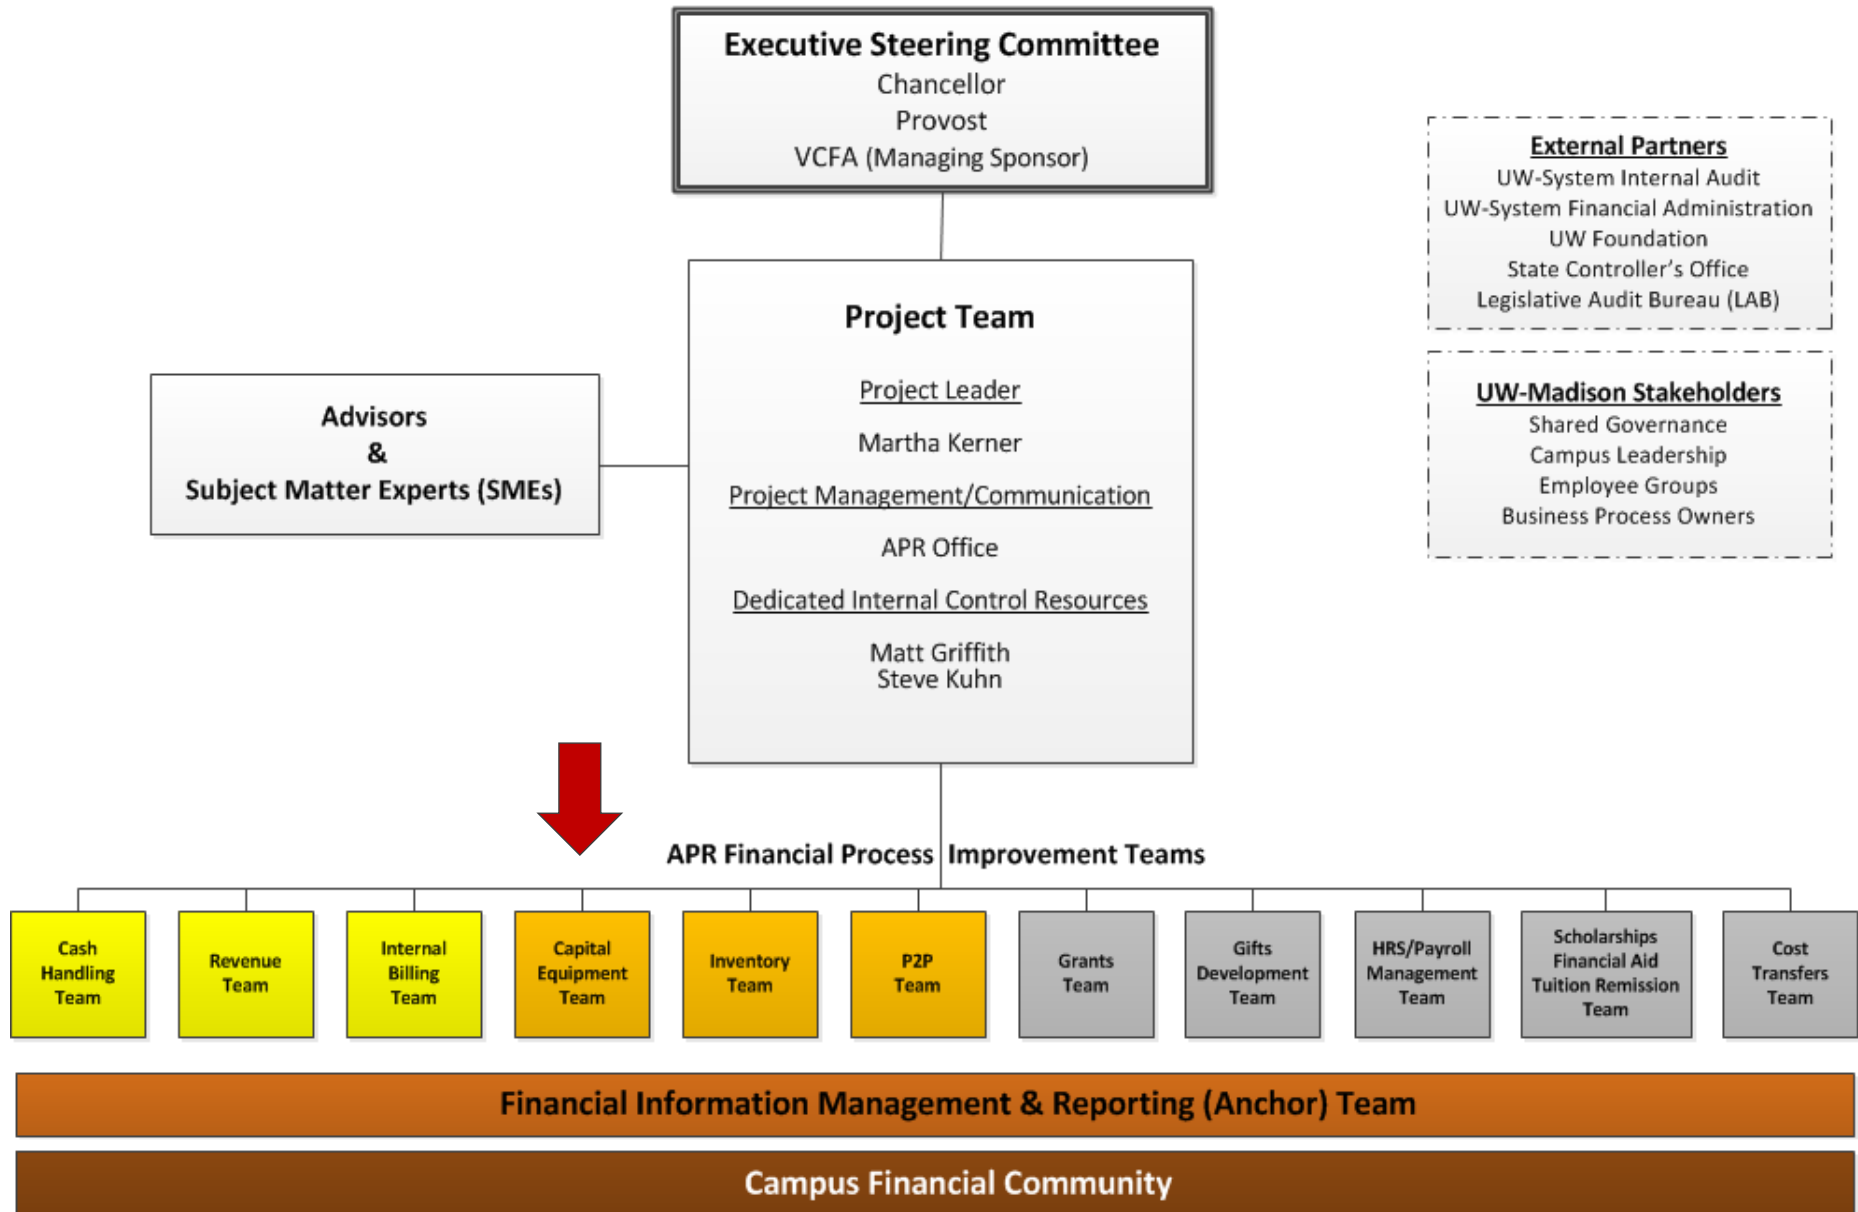 Executive Steering Committee
Chancellor
Provost
VCFA (Managing Sponsor)
External Partners
UW-System Internal Audit
UW-System Financial Administration
UW Foundation
State Controller’s Office
Legislative Audit Bureau (LAB)
UW-Madison Stakeholders
Shared Governance
Campus Leadership
Employee Groups
Business Process Owners
Advisors
&
Subject Matter Experts (SMEs)
Project Team
Project Leader
Martha Kerner
Project Management/Communication
APR Office
Dedicated Internal Control Resources
Matt Griffith
Steve Kuhn
APR Financial Process Improvement Teams
Cash
Handling
Team
Revenue
Team
Internal
Billing
Team
Capital
Equipment
Team
Inventory
Team
P2P
Team
Grants
Team
Gifts
Development
Team
HRS/Payroll
Management
Team
Scholarships
Financial Aid
Tuition Remission
Team
Cost
Transfers
Team
Financial Information Management & Reporting (Anchor) Team
Campus Financial Community